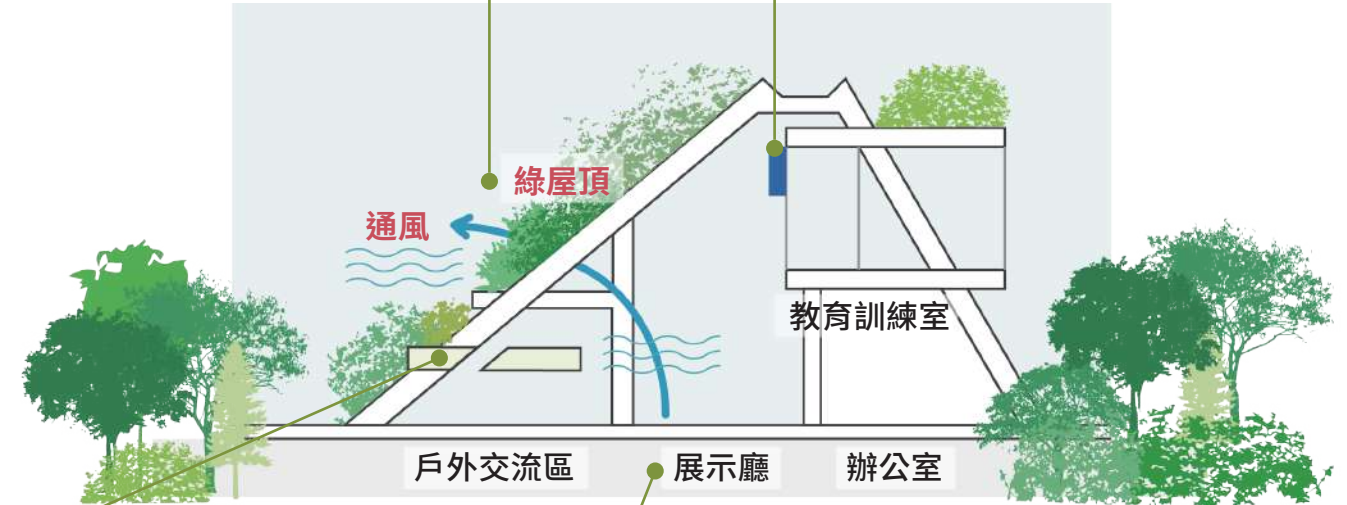 綠屋頂
通風
教育訓練室
戶外交流區
展示廳
辦公室